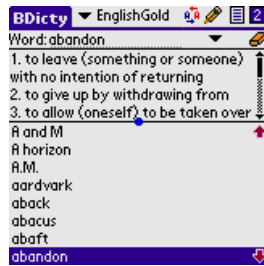 BDicty EnglishGold 2
Word: abandon
1. to leave (something or someone)
with no intention of returning
2. to give up by withdrawing from
3. to allow (oneself) to be taken over
A and M
A horizon
A.M.
aardvark
aback
abacus
abaft
abandon